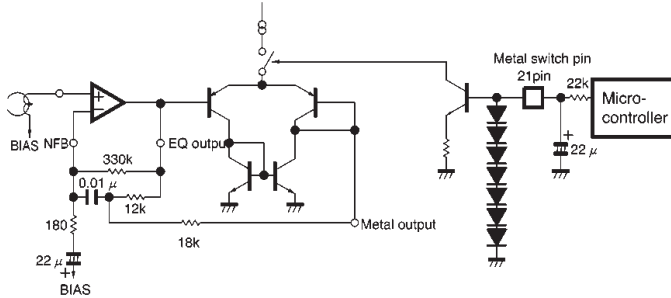 Metal switch pin
21pin
22k
Micro-
controller
+
22 μ
+
−
BIAS
NFB
EQ output
330k
0.01 μ
12k
180
18k
Metal output
22 μ
+
BIAS